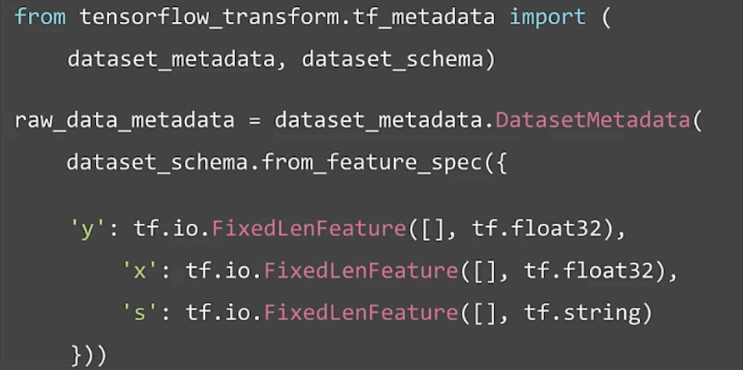 from tensorflow_transform.tf_metadata import (
    dataset_metadata, dataset_schema)
raw_data_metadata = dataset_metadata.DatasetMetadata(
    dataset_schema.from_feature_spec({
    'y': tf.io.FixedLenFeature([], tf.float32),
        'x': tf.io.FixedLenFeature([], tf.float32),
        's': tf.io.FixedLenFeature([], tf.string)
    }))